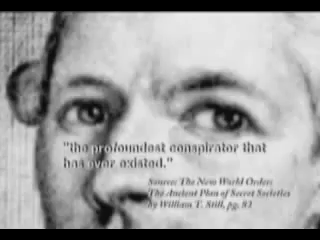 "the profoundest conspirator that
has ever existed."
Source: The New World Order:
The Ancient Plan of Secret Societies
by William T. Still, pg. 81